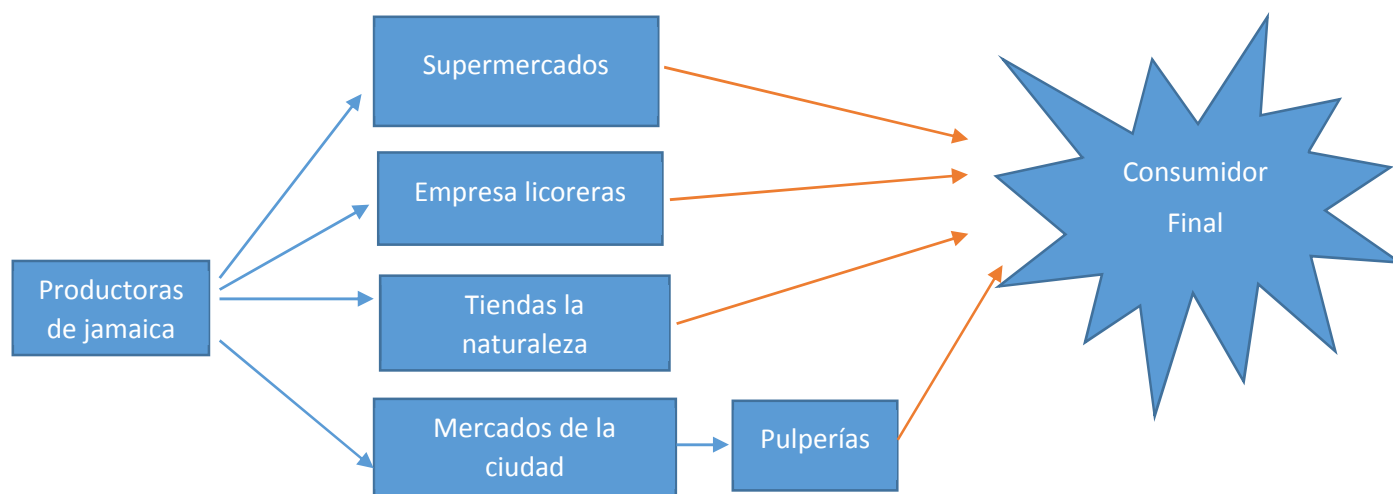 Supermercados
Empresa licoreras
Productoras
de jamaica
Tiendas la
naturaleza
Mercados de la
ciudad
Pulperías
Consumidor
Final